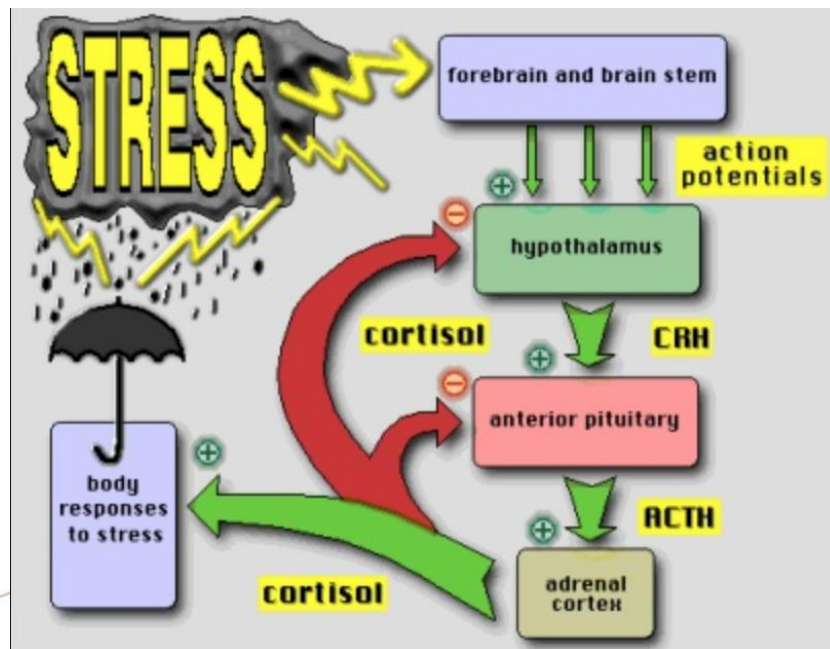 STRESS
forebrain and brain stem
action
potentials
hypothalamus
cortisol
CRH
anterior pituitary
body
responses
to stress
ACTH
cortisol
adrenal
cortex